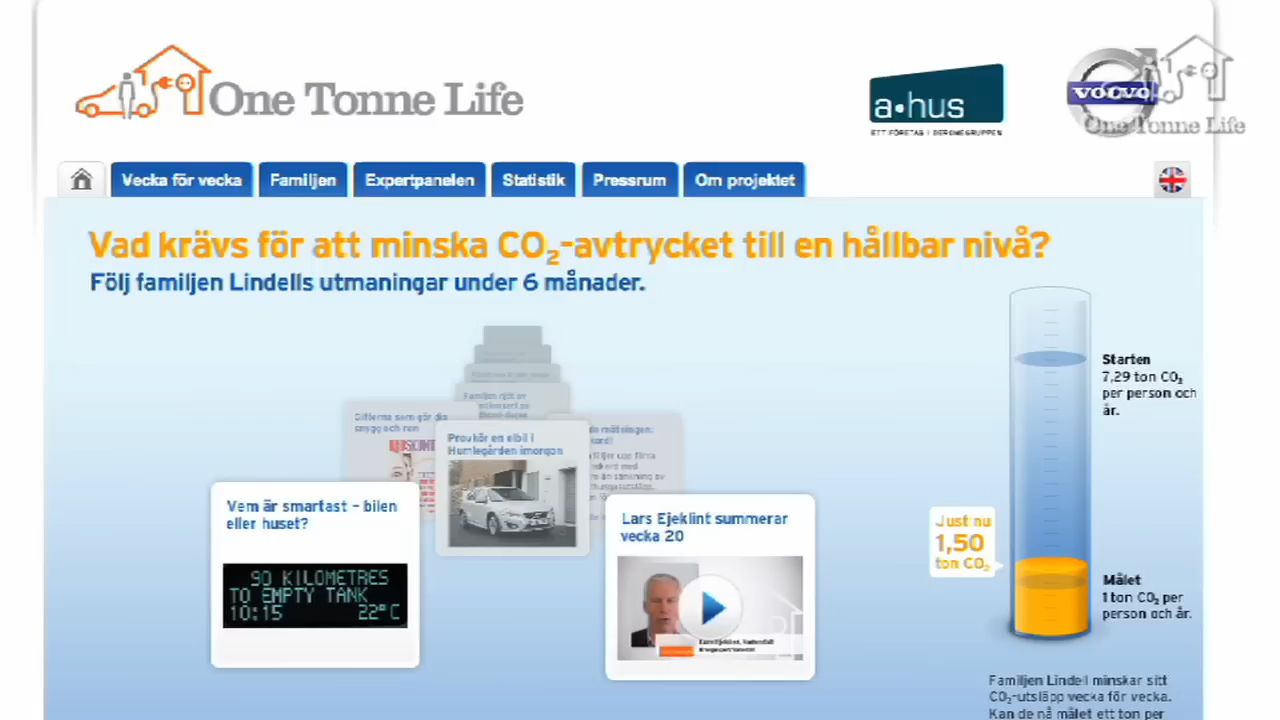 One Tonne Life
a•hus
ETT FÖRETAG I DEROMEGRUPPEN
VOLVO
One Tonne Life
Vecka för vecka
Familjen
Expertpanelen
Statistik
Pressrum
Om projektet
Vad krävs för att minska CO₂-avtrycket till en hållbar nivå?
Följ familjen Lindells utmaningar under 6 månader.
Starten
7,29 ton CO₂
per person och
år.
Provkör en elbil i
Humlegården imorgon
Vem är smartast – bilen
eller huset?
90 KILOMETRES
TO EMPTY TANK
10:15 22°C
Lars Ejeklint summerar
vecka 20
Just nu
1,50
ton CO₂
Målet
1 ton CO₂ per
person och år.
Familjen Lindell minskar sitt
CO₂-utsläpp vecka för vecka.
Kan de nå målet ett ton per